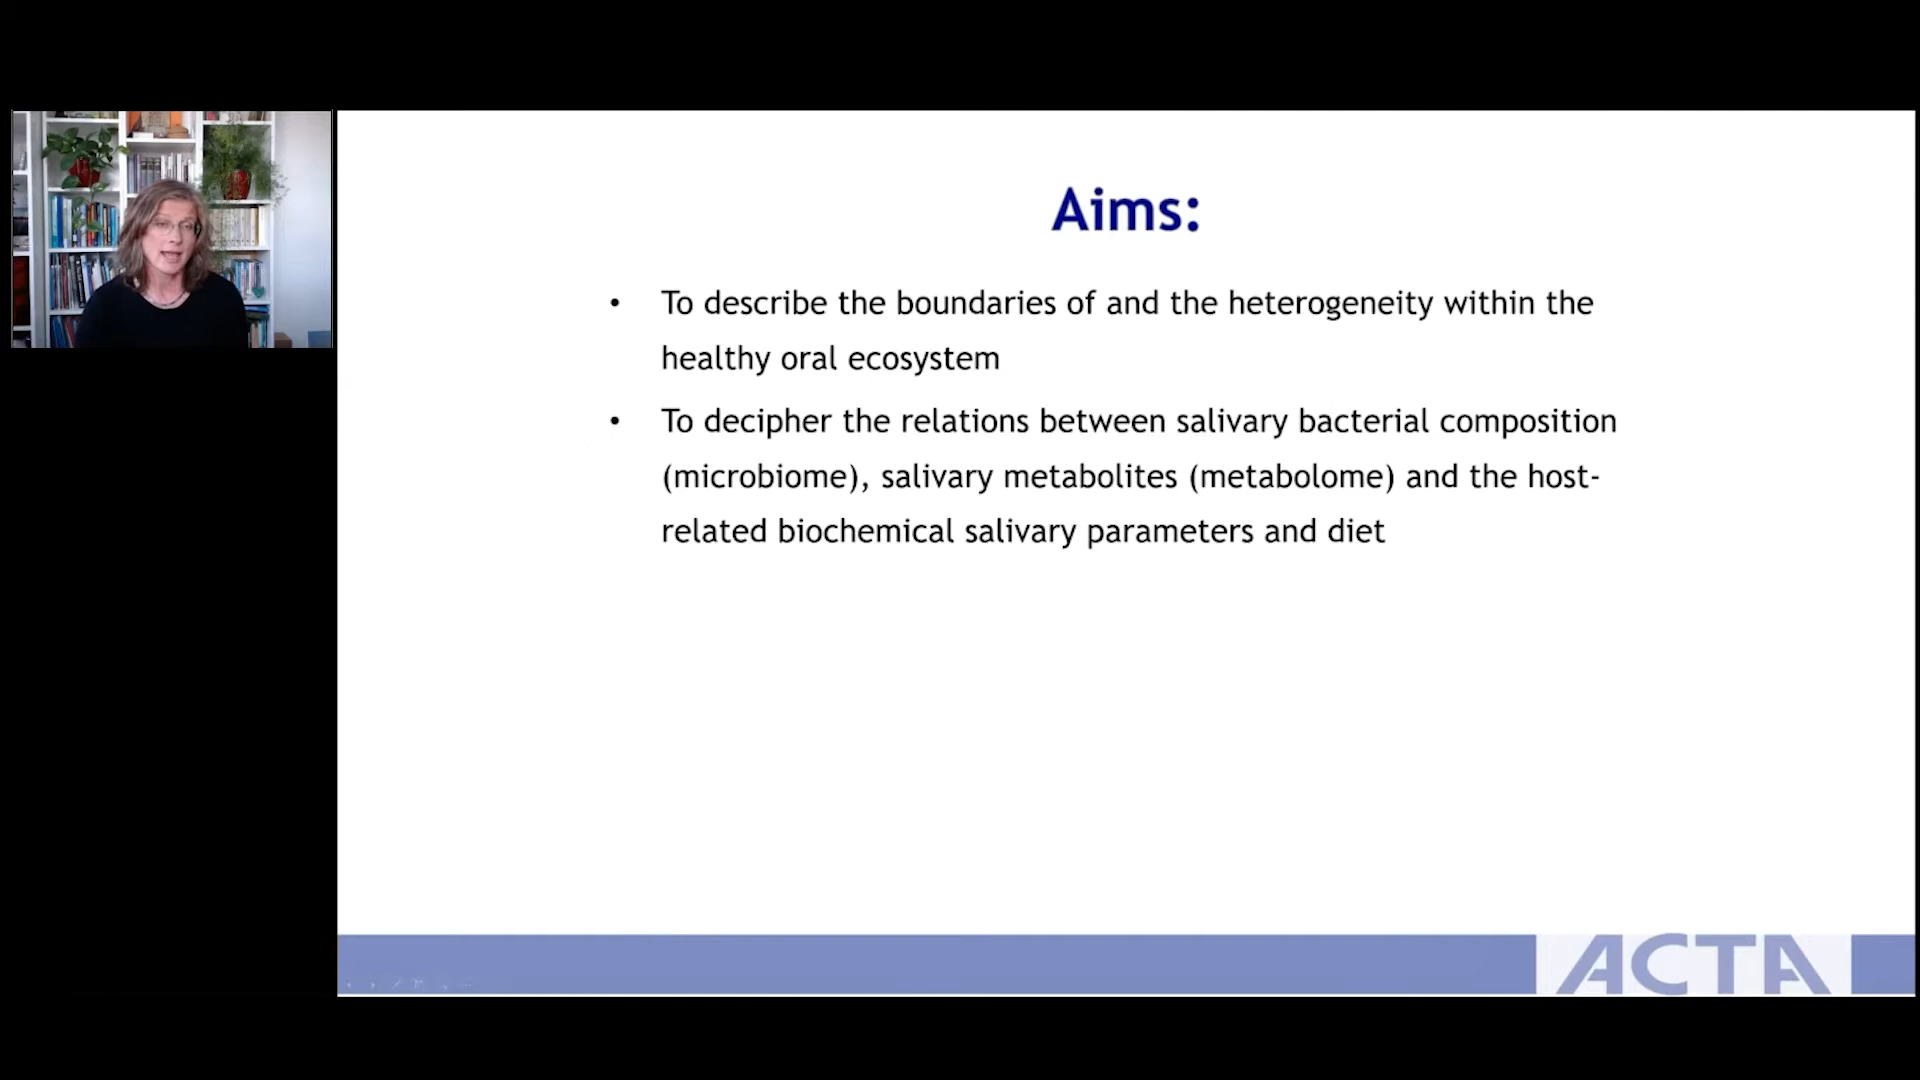 Aims:
• To describe the boundaries of and the heterogeneity within the
healthy oral ecosystem
• To decipher the relations between salivary bacterial composition
(microbiome), salivary metabolites (metabolome) and the host-
related biochemical salivary parameters and diet
ACTA